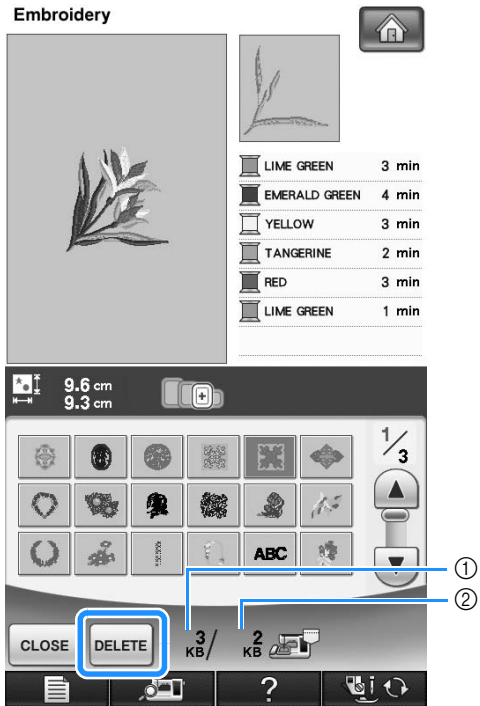 Embroidery
LIME GREEN 3 min
EMERALD GREEN 4 min
YELLOW 3 min
TANGERINE 2 min
RED 3 min
LIME GREEN 1 min
9.6 cm
9.3 cm
1/3
ABC
①
②
CLOSE DELETE 3 KB/ 2 KB
?